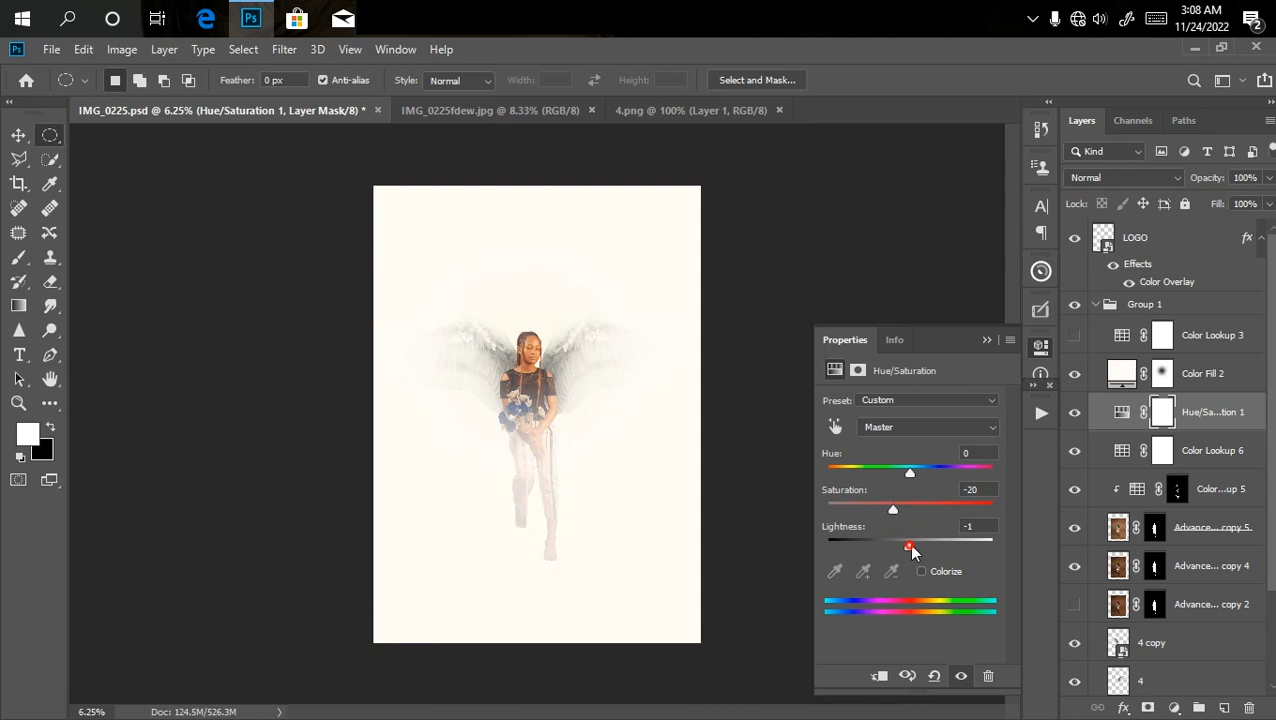 3:08 AM
11/24/2022
2
Ps
File Edit Image Layer Type Select Filter 3D View Window Help
Feather: 0 px Anti-alias Style: Normal Width: Height: Select and Mask...
IMG_0225.psd @ 6.25% (Hue/Saturation 1, Layer Mask/8) * × IMG_0225fdew.jpg @ 8.33% (RGB/8) × 4.png @ 100% (Layer 1, RGB/8) ×
Layers Channels Paths
Kind
Normal Opacity: 100%
Lock: Fill: 100%
LOGO fx
Effects
Color Overlay
Group 1
Color Lookup 3
Color Fill 2
Hue/Sa...btion 1
Color Lookup 6
Color...up 5
Advance... copy 5
Advance... copy 4
Advance... copy 2
4 copy
4
Properties Info
Hue/Saturation
Preset: Custom
Master
Hue: 0
Saturation: -20
Lightness: -1
Colorize
6.25% Doc: 124.5M/526.3M